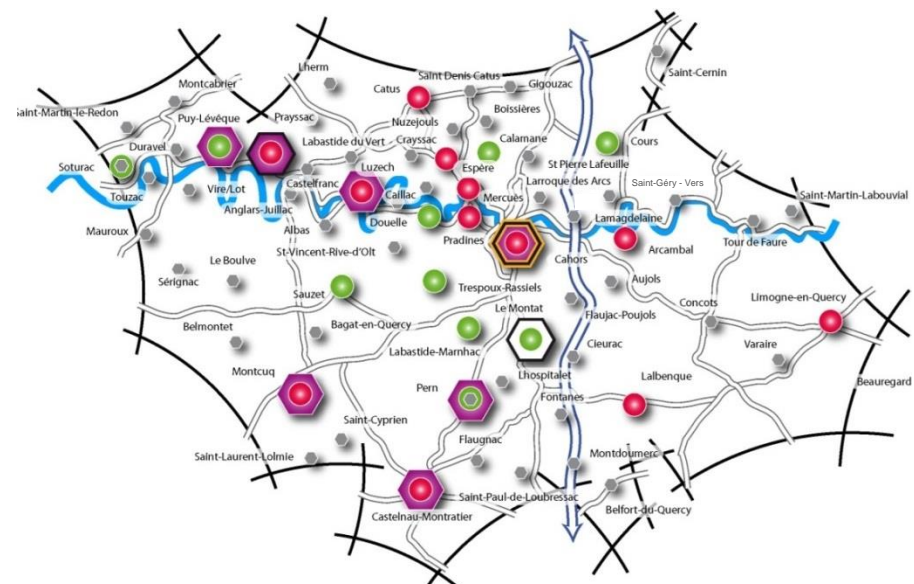 Saint-Cernin
Lherm
Saint Denis Catus
Gigouzac
Montcabrier
Catus
Saint-Martin-le-Redon
Puy-Lévêque
Prayssac
Nuzejouls
Boissières
Calamane
Cours
Duravel
Labastide du Vert
Crayssac
St Pierre Lafeuille
Soturac
Luzech
Espère
Castelfranc
Caillac
Larroque des Arcs
Saint-Géry - Vers
Touzac
Vire/Lot
Mercuès
Saint-Martin-Labouvial
Anglars-Juillac
Douelle
Lamagdelaine
Mauroux
Albas
Pradines
Arcambal
Tour de Faure
St-Vincent-Rive-d'Olt
Cahors
Le Boulve
Aujols
Sérignac
Sauzet
Trespoux-Rassiels
Limogne-en-Quercy
Le Montat
Concots
Flaujac-Poujols
Belmontet
Bagat-en-Quercy
Cieurac
Varaire
Labastide-Marnhac
Montcuq
Lhospitalet
Lalbenque
Beauregard
Pern
Fontanes
Saint-Cyprien
Flaugnac
Saint-Laurent-Lolmie
Montdoumerc
Saint-Paul-de-Loubressac
Castelnau-Montratier
Belfort-du-Quercy